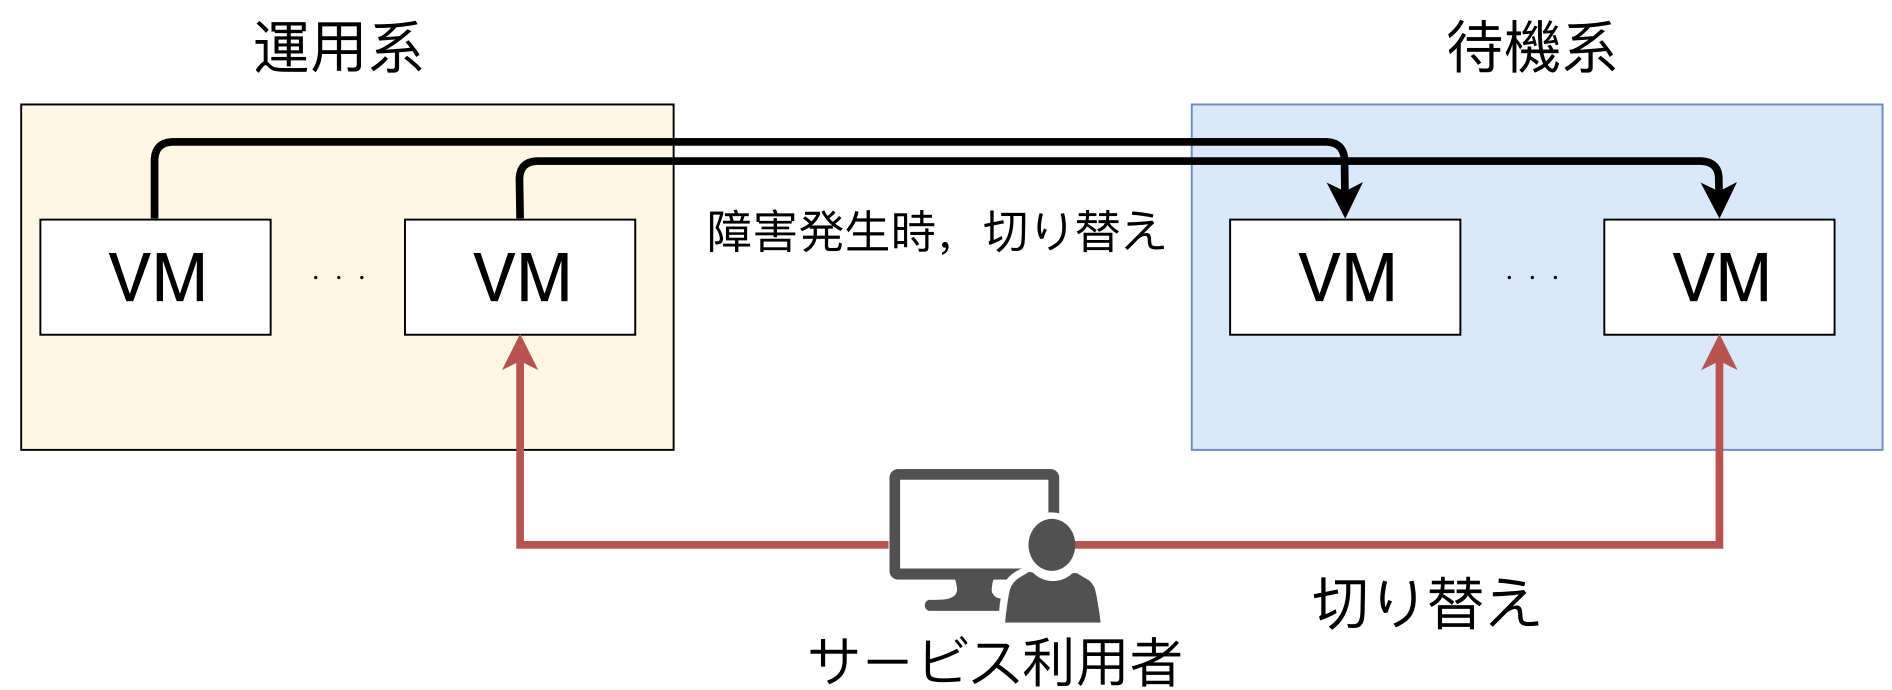 運用系
待機系
障害発生時，切り替え
VM
. . .
VM
VM
. . .
VM
切り替え
サービス利用者